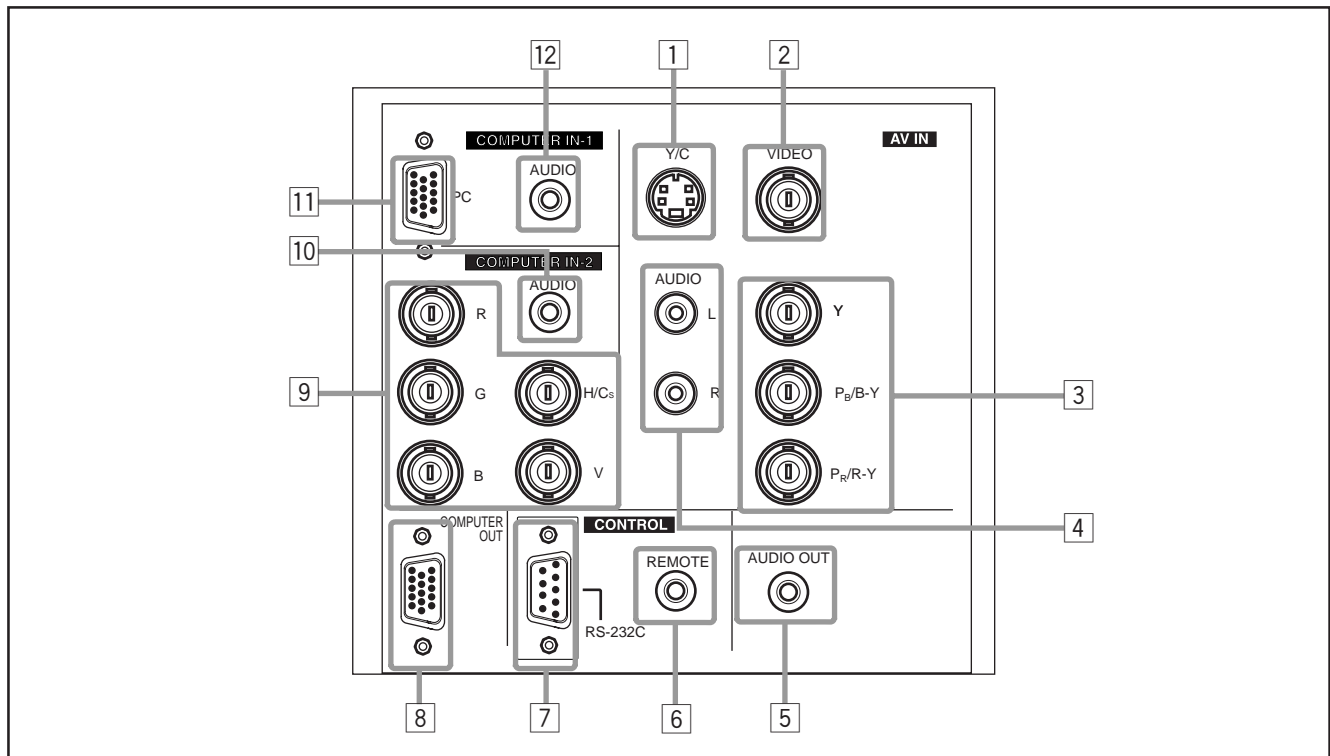 12
1
2
COMPUTER IN-1
AV IN
AUDIO
Y/C
VIDEO
11
PC
10
COMPUTER IN-2
AUDIO
AUDIO
R
L
Y
9
G
H/Cs
R
PB/B-Y
3
B
V
PR/R-Y
4
COMPUTER
OUT
CONTROL
REMOTE
AUDIO OUT
RS-232C
8
7
6
5